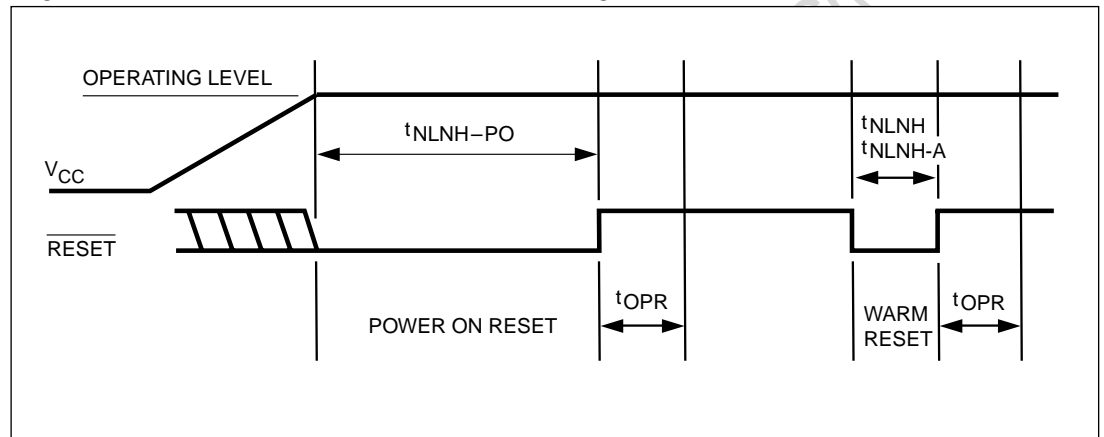 OPERATING LEVEL
tNLNH–PO
tNLNH
tNLNH-A
VCC
RESET
tOPR
tOPR
POWER ON RESET
WARM
RESET